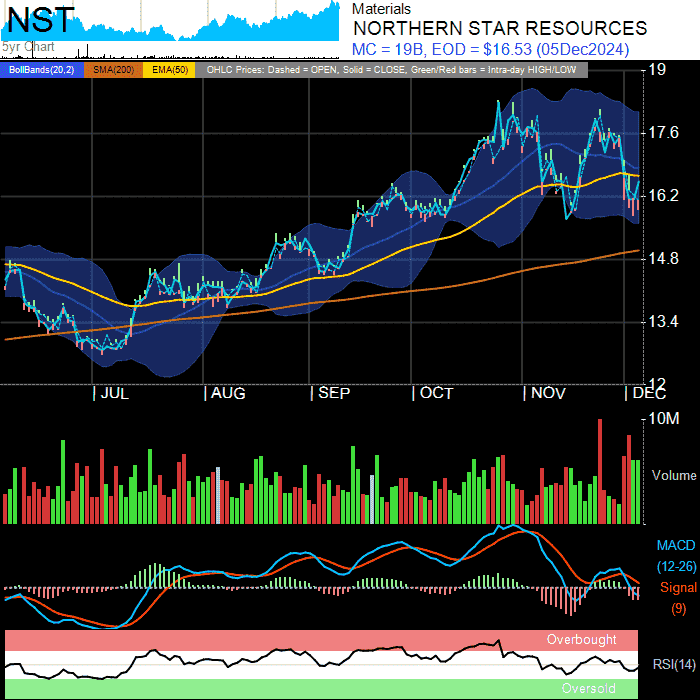 NST
5yr Chart
Materials
NORTHERN STAR RESOURCES
MC = 19B, EOD = $16.53 (05Dec2024)
BollBands(20,2) SMA(200) EMA(50) OHLC Prices: Dashed = OPEN, Solid = CLOSE, Green/Red bars = Intra-day HIGH/LOW
19
17.6
16.2
14.8
13.4
12
JUL AUG SEP OCT NOV DEC
10M
Volume
MACD
(12-26)
Signal
(9)
Overbought
RSI(14)
Oversold